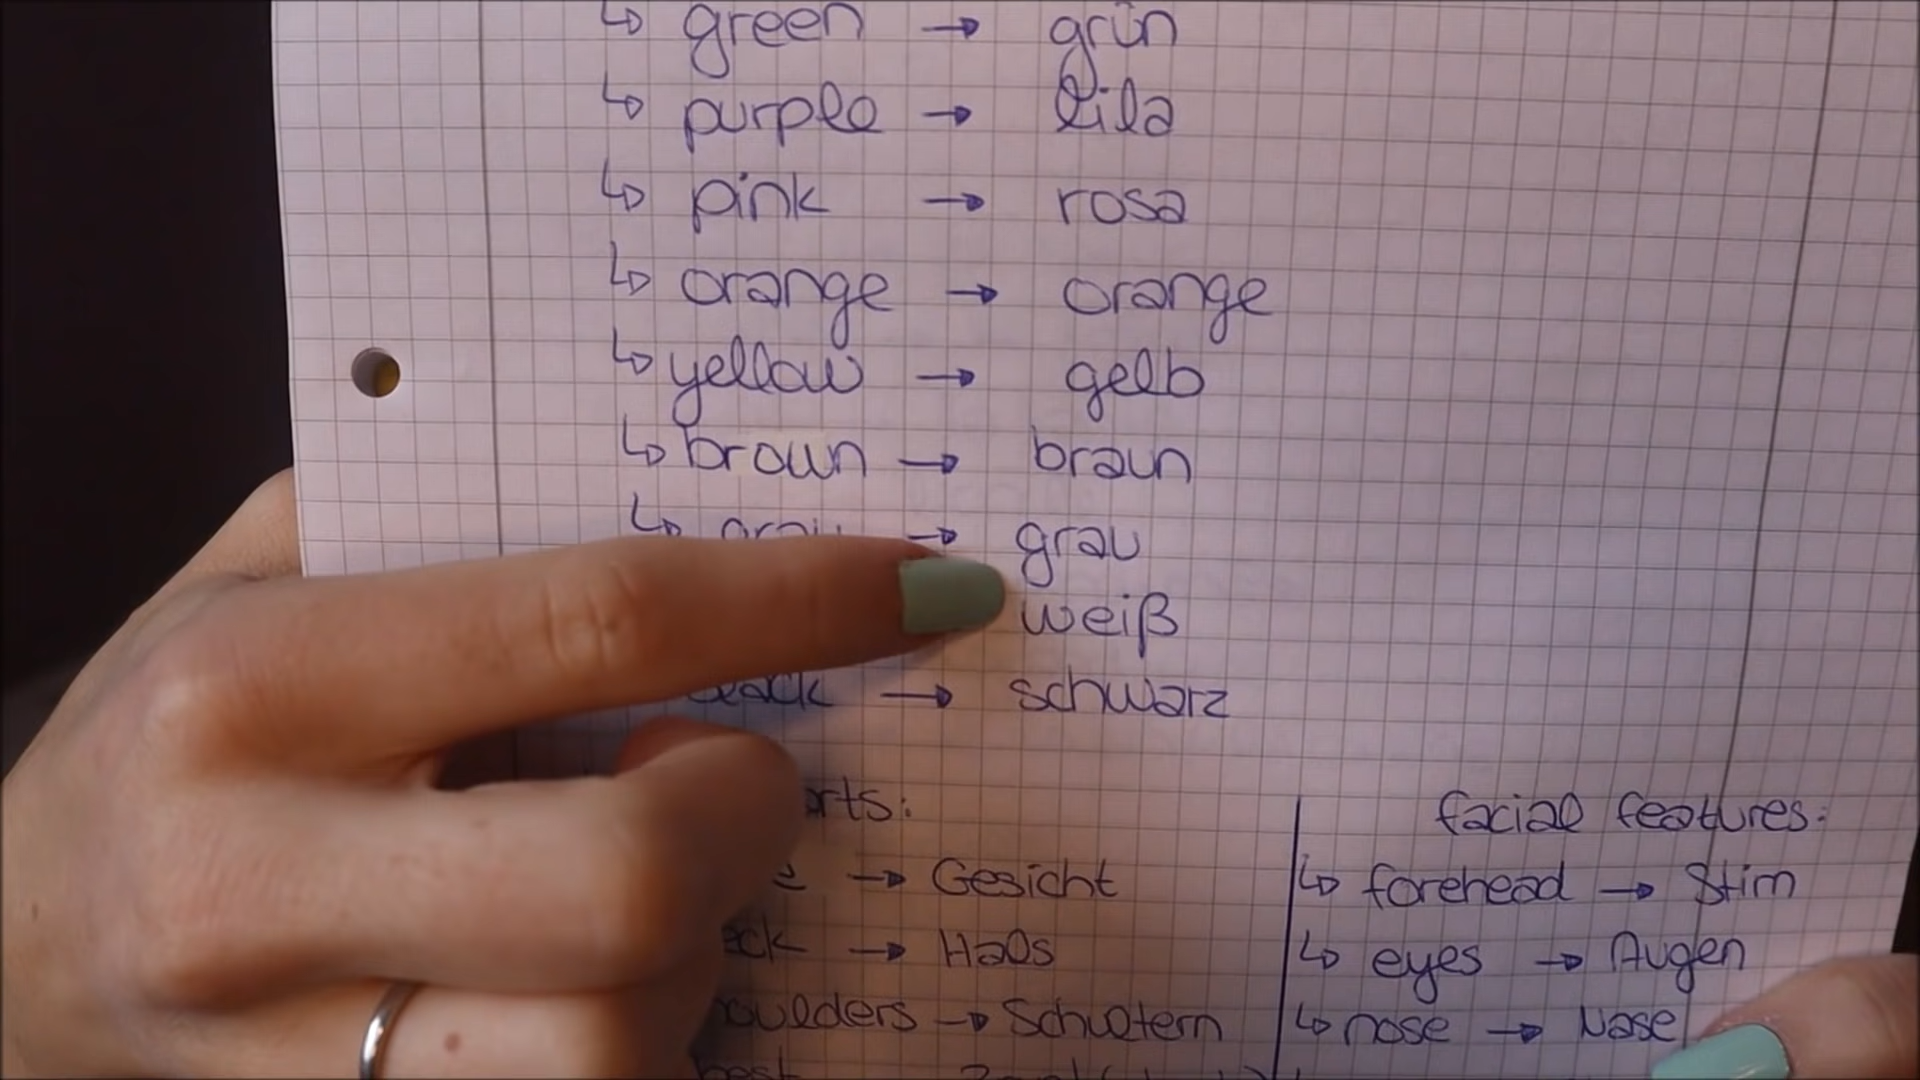 ↳ green → grün
↳ purple → lila
↳ pink → rosa
↳ orange → orange
↳ yellow → gelb
↳ brown → braun
↳ → grau
weiß
black → schwarz
facial features:
→ Gesicht
→ Hals
→ Schultern
↳ forehead → Stirn
↳ eyes → Augen
↳ nose → Nase